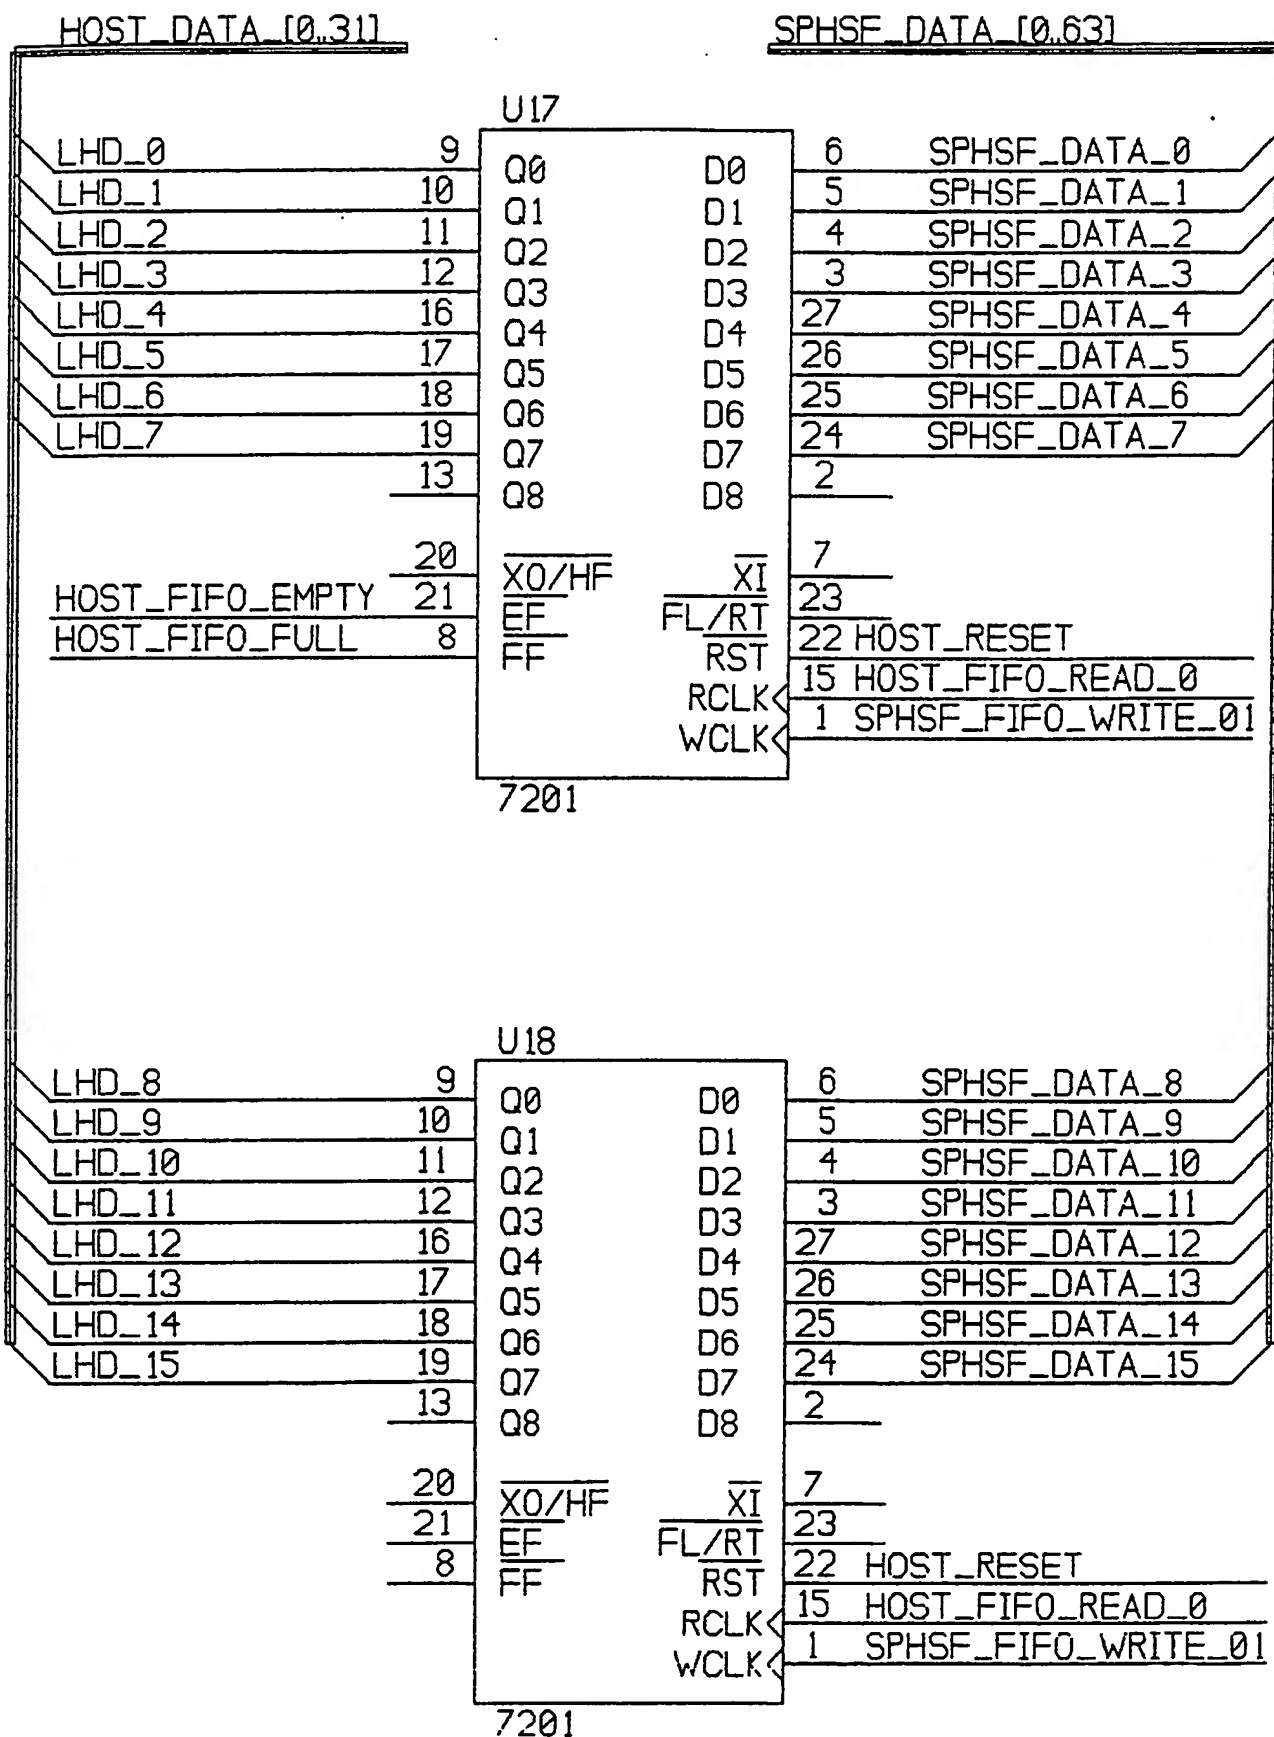 HOST_DATA_[0..31] SPHSF_DATA_[0..63]
U17
LHD_0 9 Q0 D0 6 SPHSF_DATA_0
LHD_1 10 Q1 D1 5 SPHSF_DATA_1
LHD_2 11 Q2 D2 4 SPHSF_DATA_2
LHD_3 12 Q3 D3 3 SPHSF_DATA_3
LHD_4 16 Q4 D4 27 SPHSF_DATA_4
LHD_5 17 Q5 D5 26 SPHSF_DATA_5
LHD_6 18 Q6 D6 25 SPHSF_DATA_6
LHD_7 19 Q7 D7 24 SPHSF_DATA_7
13 Q8 D8 2
20 XO/HF XI 7
HOST_FIFO_EMPTY 21 EF FL/RT 23
HOST_FIFO_FULL 8 FF RST 22 HOST_RESET
RCLK 15 HOST_FIFO_READ_0
WCLK 1 SPHSF_FIFO_WRITE_01
7201
U18
LHD_8 9 Q0 D0 6 SPHSF_DATA_8
LHD_9 10 Q1 D1 5 SPHSF_DATA_9
LHD_10 11 Q2 D2 4 SPHSF_DATA_10
LHD_11 12 Q3 D3 3 SPHSF_DATA_11
LHD_12 16 Q4 D4 27 SPHSF_DATA_12
LHD_13 17 Q5 D5 26 SPHSF_DATA_13
LHD_14 18 Q6 D6 25 SPHSF_DATA_14
LHD_15 19 Q7 D7 24 SPHSF_DATA_15
13 Q8 D8 2
20 XO/HF XI 7
21 EF FL/RT 23
8 FF RST 22 HOST_RESET
RCLK 15 HOST_FIFO_READ_0
WCLK 1 SPHSF_FIFO_WRITE_01
7201